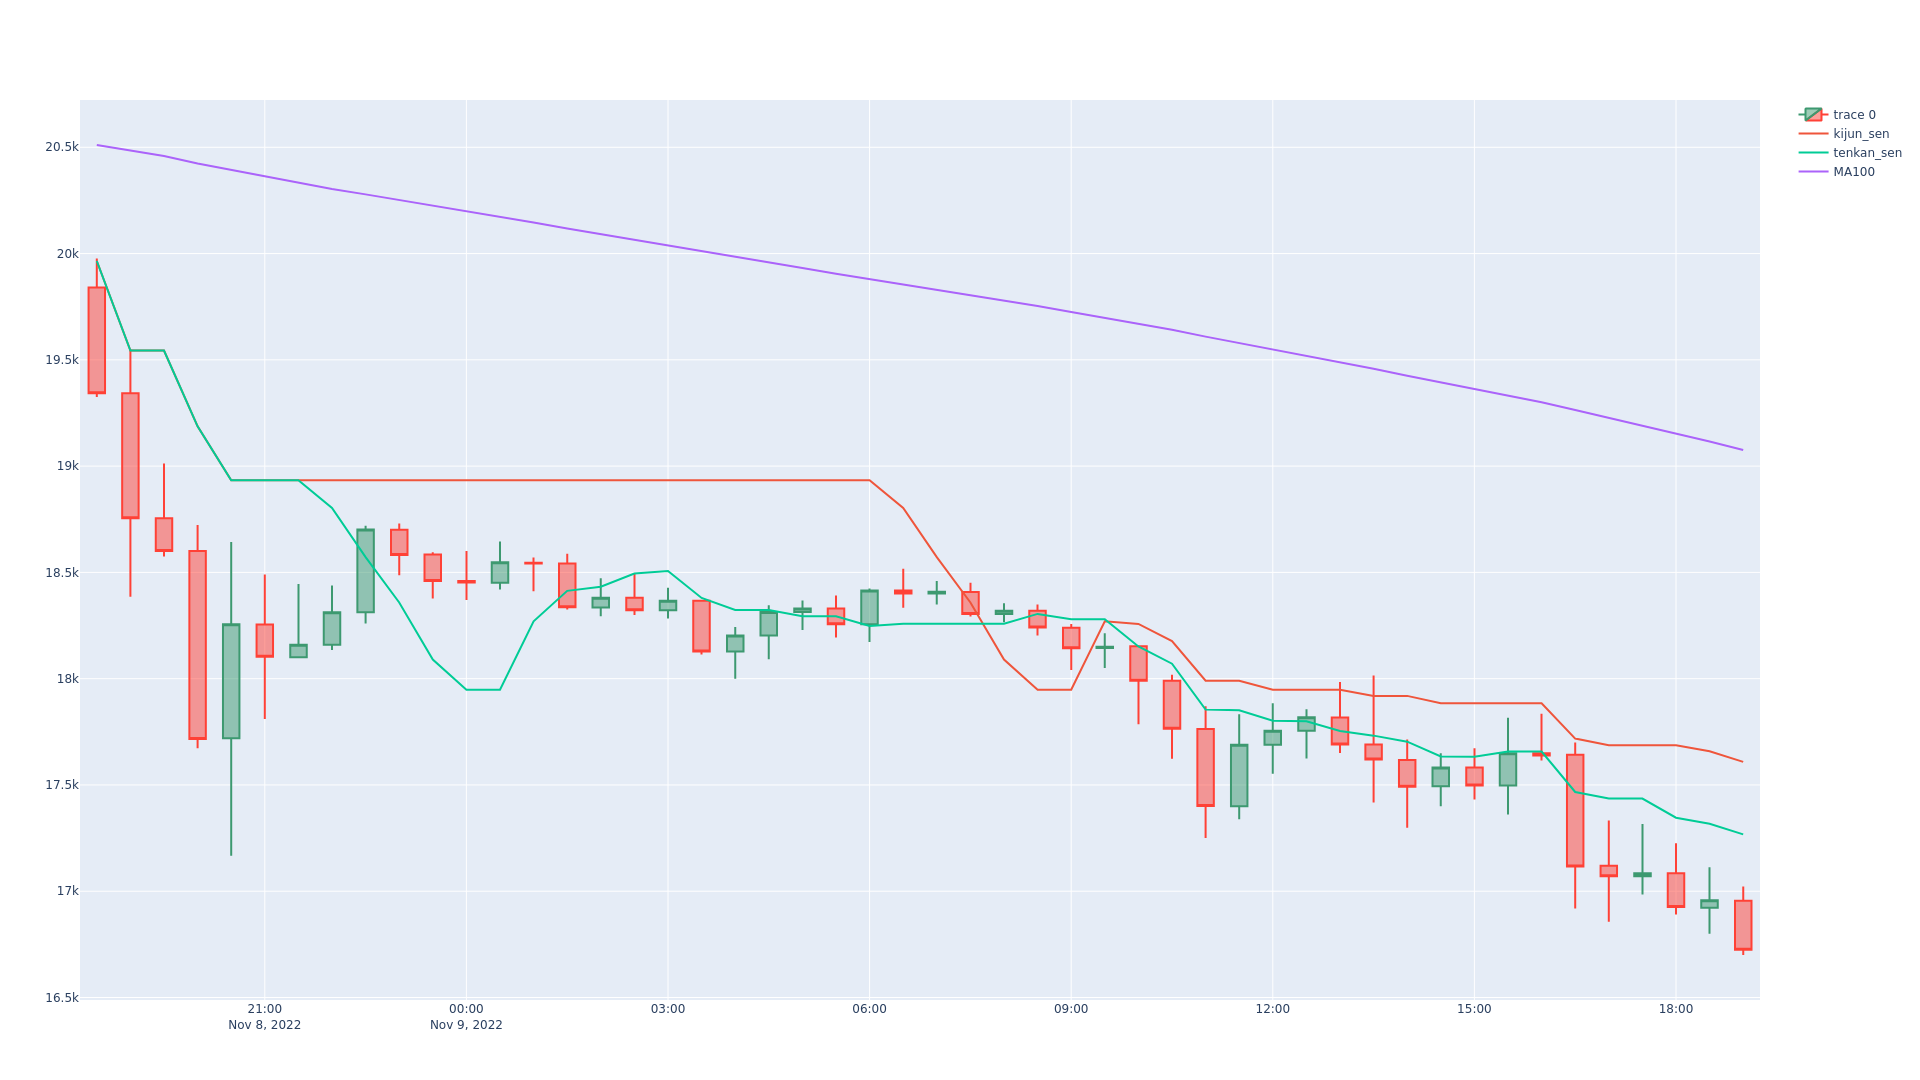 trace 0
kijun_sen
tenkan_sen
MA100
20.5k
20k
19.5k
19k
18.5k
18k
17.5k
17k
16.5k
21:00 00:00 03:00 06:00 09:00 12:00 15:00 18:00
Nov 8, 2022 Nov 9, 2022